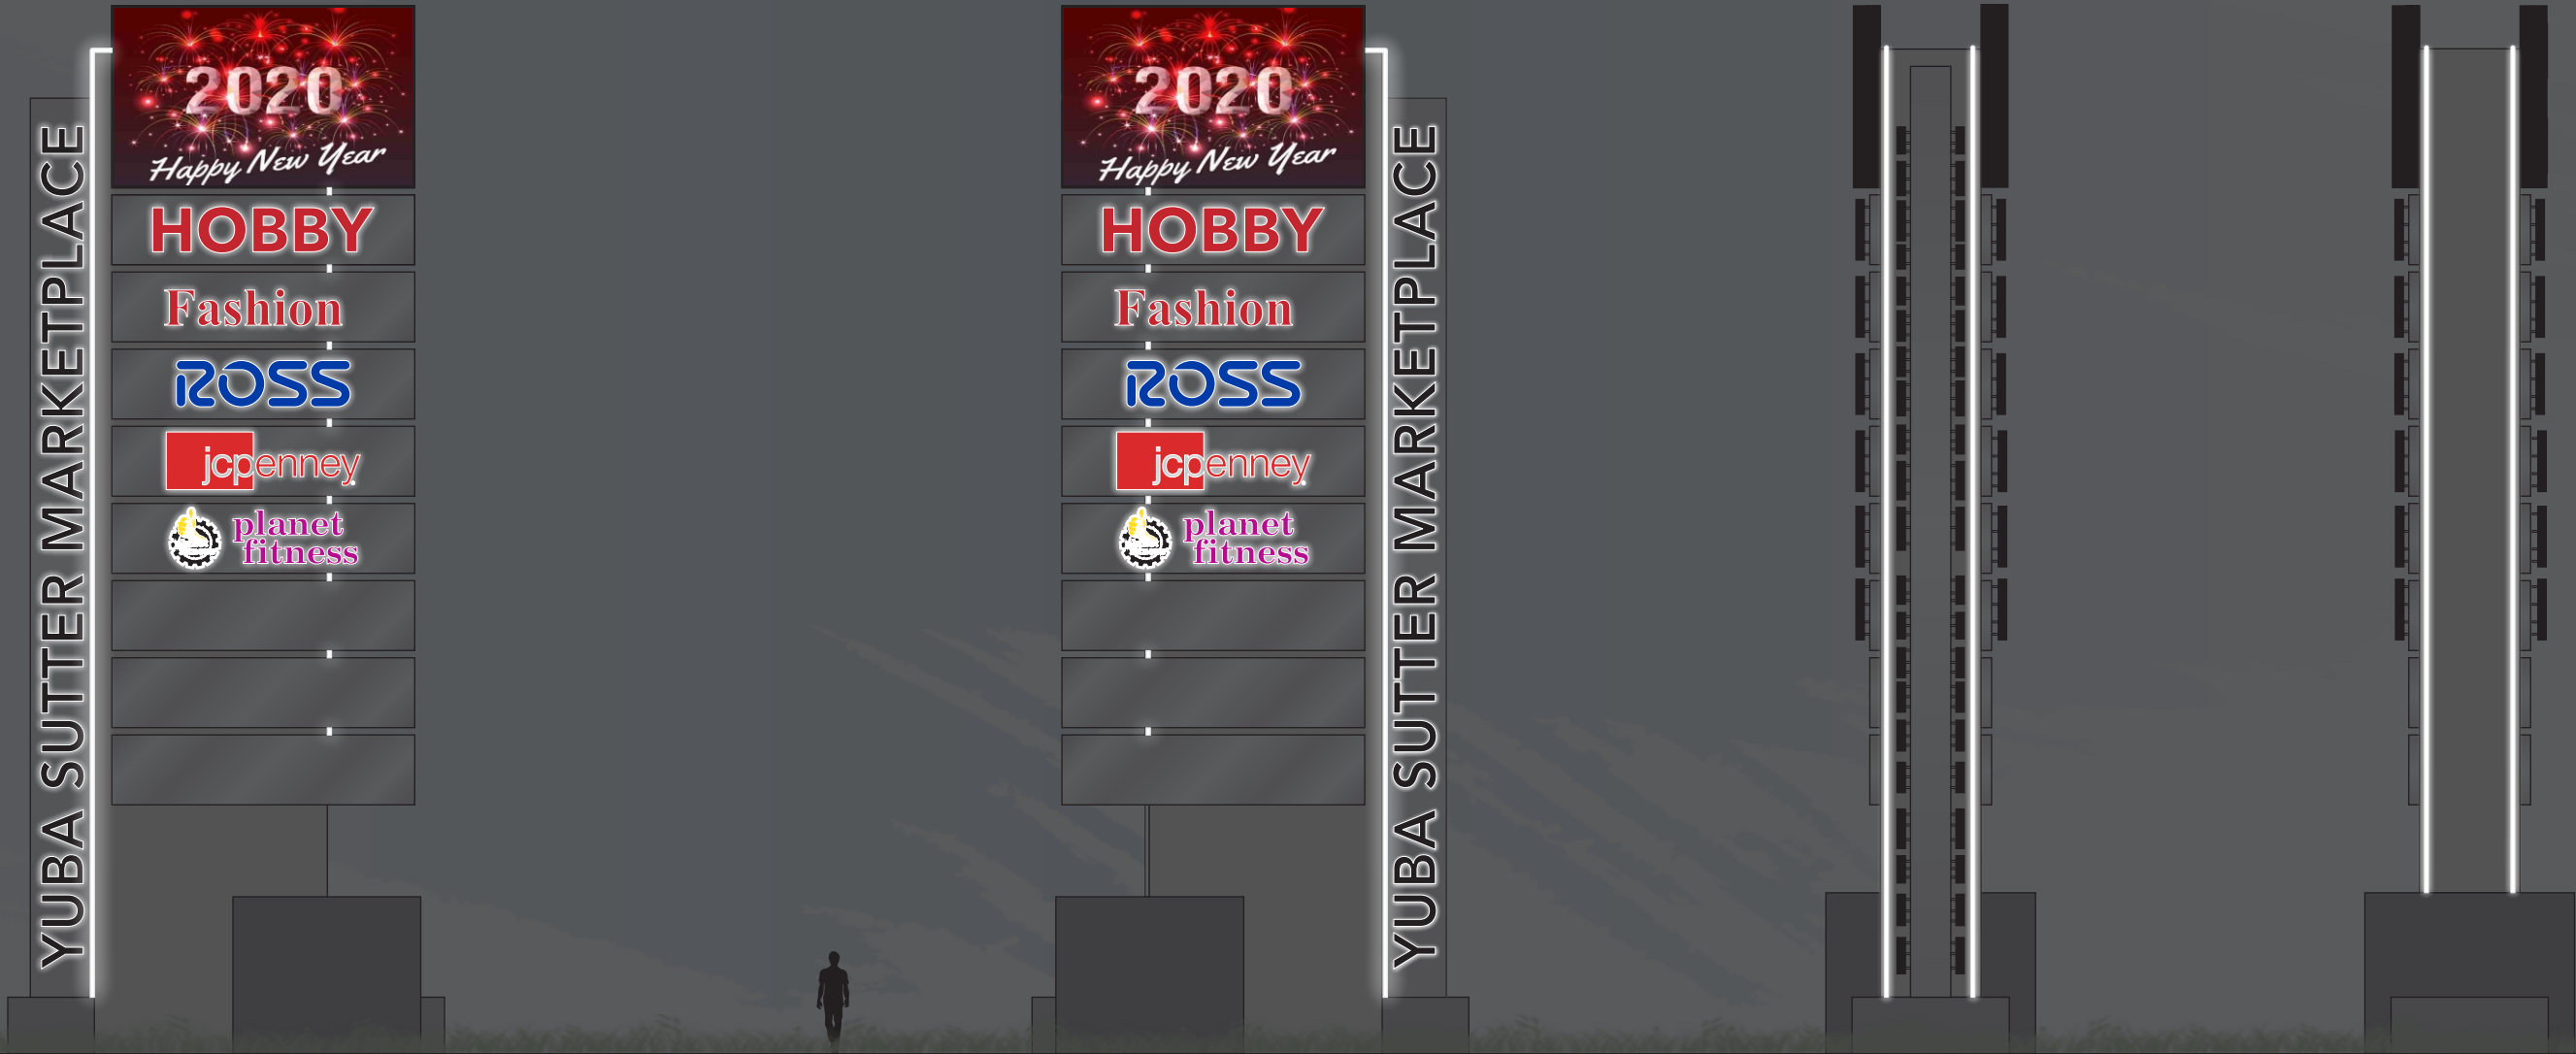 YUBA SUTTER MARKETPLACE
2020
Happy New Year
HOBBY
Fashion
ROSS
jcpenney
planet
fitness
2020
Happy New Year
HOBBY
Fashion
ROSS
jcpenney
planet
fitness
YUBA SUTTER MARKETPLACE